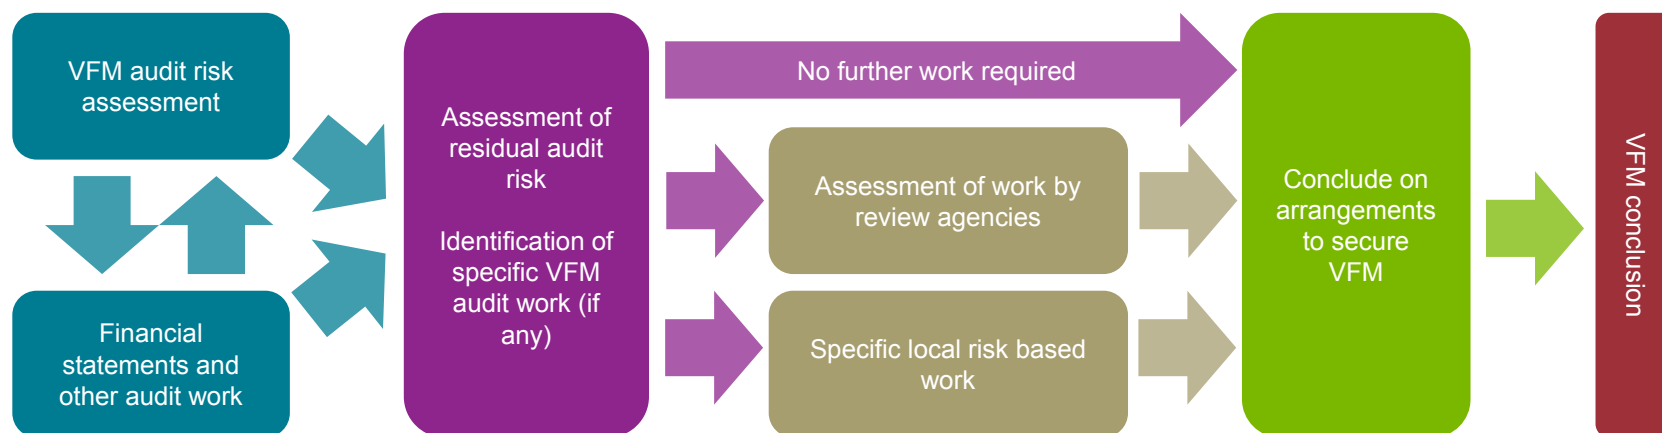 VFM audit risk
assessment
Financial
statements and
other audit work
Assessment of
residual audit
risk
Identification of
specific VFM
audit work (if
any)
No further work required
Assessment of work by
review agencies
Specific local risk based
work
Conclude on
arrangements
to secure
VFM
VFM conclusion